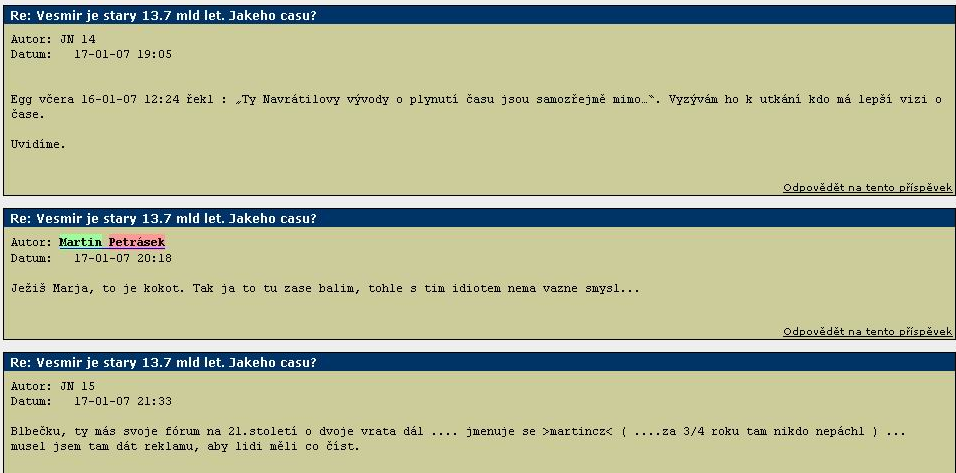 Re: Vesmir je stary 13.7 mld let. Jakeho casu?
Autor: JN 14
Datum: 17-01-07 19:05
Egg včera 16-01-07 12:24 řekl : „Ty Navrátilovy vývody o plynutí času jsou samozřejmě mimo…“. Vyzývám ho k utkání kdo má lepší vizi o
čase.
Uvidíme.
Odpovědět na tento příspěvek
Re: Vesmir je stary 13.7 mld let. Jakeho casu?
Autor: Martin Petrásek
Datum: 17-01-07 20:18
Ježiš Marja, to je kokot. Tak ja to tu zase balim, tohle s tim idiotem nema vazne smysl...
Odpovědět na tento příspěvek
Re: Vesmir je stary 13.7 mld let. Jakeho casu?
Autor: JN 15
Datum: 17-01-07 21:33
Blbečku, ty más svoje fórum na 21.století o dvoje vrata dál .... jmenuje se >martincz< ( ....za 3/4 roku tam nikdo nepáchl ) ...
musel jsem tam dát reklamu, aby lidi měli co číst.